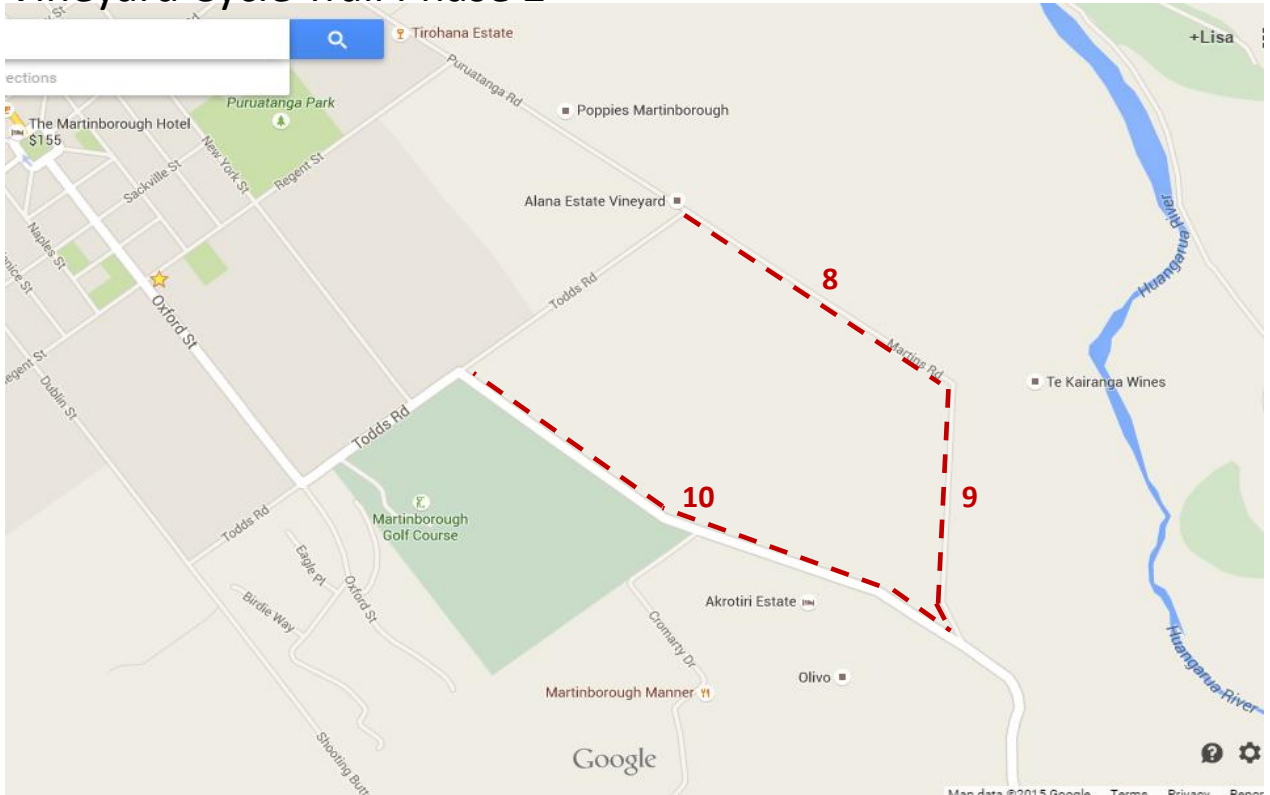 Vineyard Cycle Trail Phase 2
+Lisa
Tirohana Estate
ections
Puruatanga Rd
Puruatanga Park
Poppies Martinborough
The Martinborough Hotel
$155
New York St
Regent St
Sackville St
Alana Estate Vineyard
Huangarua River
Naples St
Oxford St
Todds Rd
8
Martins Rd
Te Kairanga Wines
Regent St
Dublin St
Todds Rd
10
9
Martinborough
Golf Course
Todds Rd
Eagle Pl
Oxford St
Birdie Way
Akrotiri Estate
Cromarty Dr
Olivo
Huangarua River
Martinborough Manner
Shooting Butt
Google
Map data ©2015 Google Terms Privacy Repor